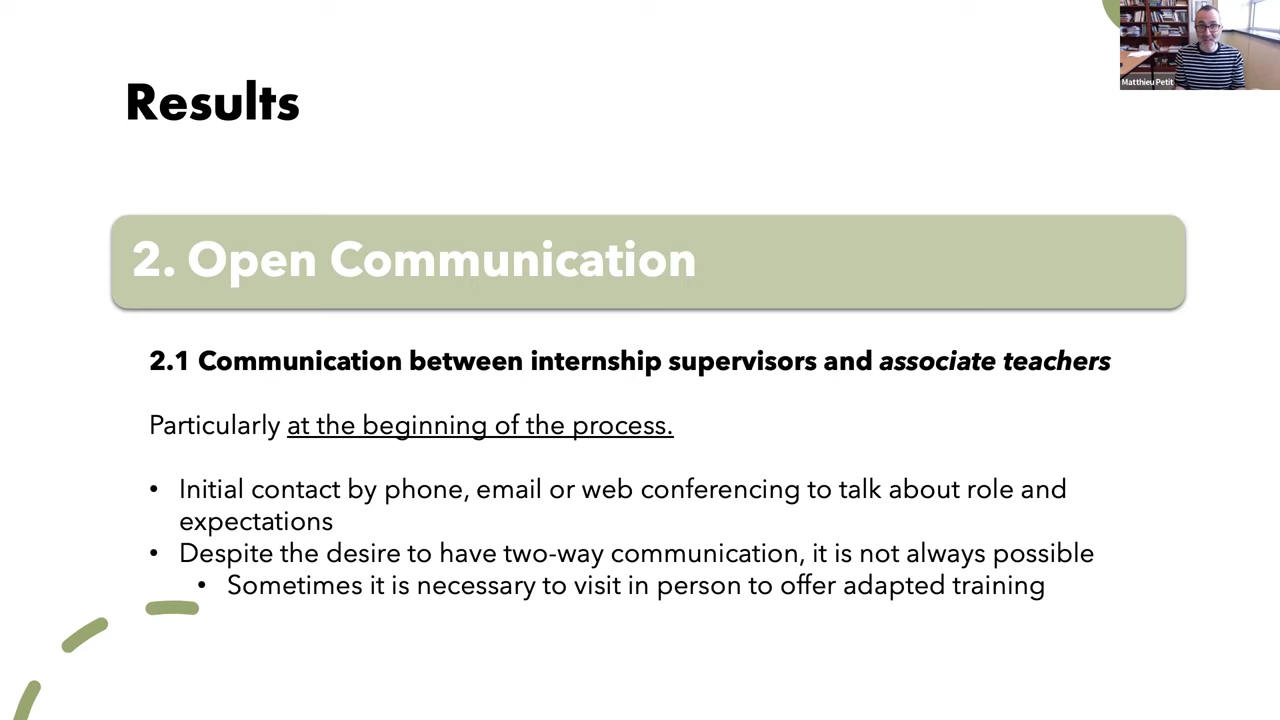 Matthieu Petit
Results
2. Open Communication
2.1 Communication between internship supervisors and associate teachers
Particularly at the beginning of the process.
• Initial contact by phone, email or web conferencing to talk about role and
expectations
• Despite the desire to have two-way communication, it is not always possible
• Sometimes it is necessary to visit in person to offer adapted training